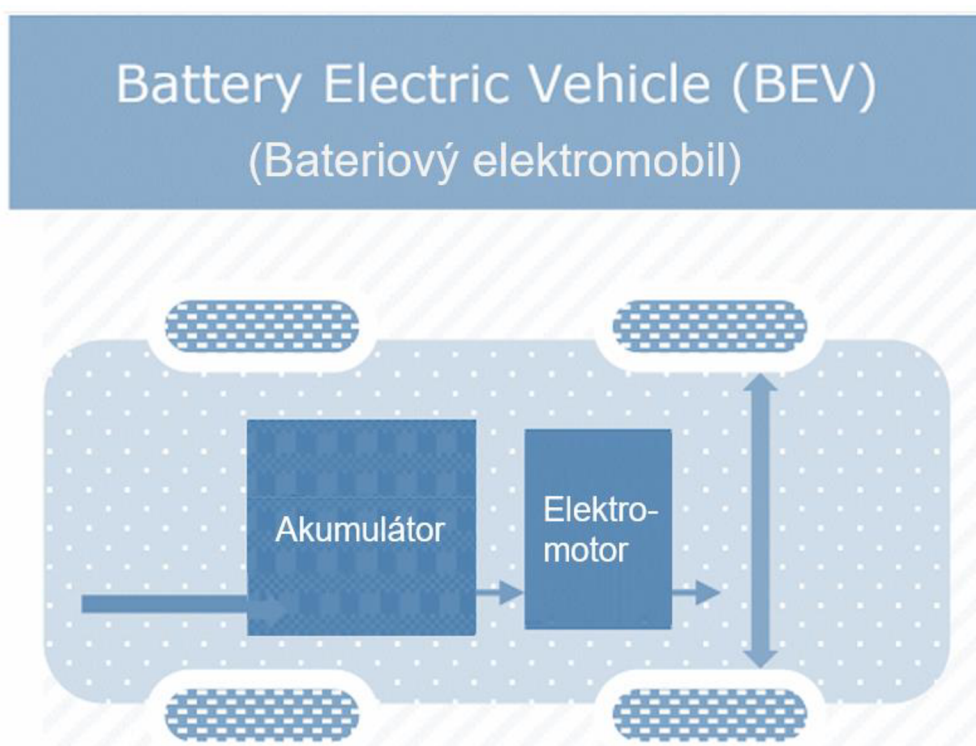 Battery Electric Vehicle (BEV)
(Bateriový elektromobil)
Akumulátor
Elektro-
motor